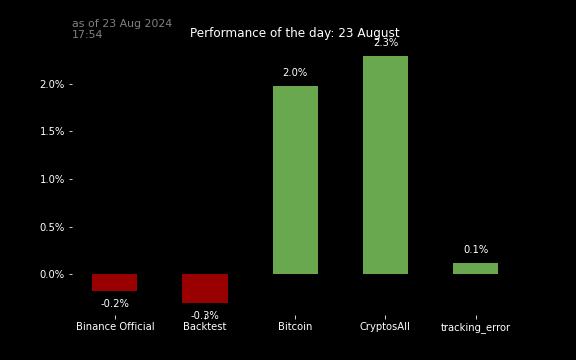 as of 23 Aug 2024
17:54
Performance of the day: 23 August
2.3%
2.0%
2.0%
1.5%
1.0%
0.5%
0.1%
0.0%
-0.2%
-0.3%
Binance Official
Backtest
Bitcoin
CryptosAll
tracking_error